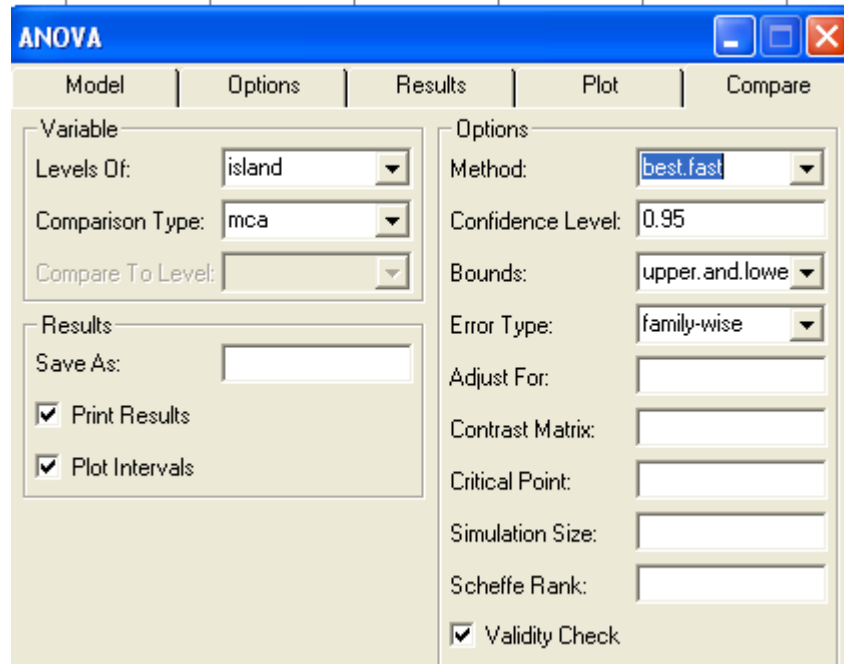 ANOVA
Model Options Results Plot Compare
Variable
Levels Of: island
Comparison Type: mca
Compare To Level:
Results
Save As:
Print Results
Plot Intervals
Options
Method: best.fast
Confidence Level: 0.95
Bounds: upper.and.lowe
Error Type: family-wise
Adjust For:
Contrast Matrix:
Critical Point:
Simulation Size:
Scheffe Rank:
Validity Check